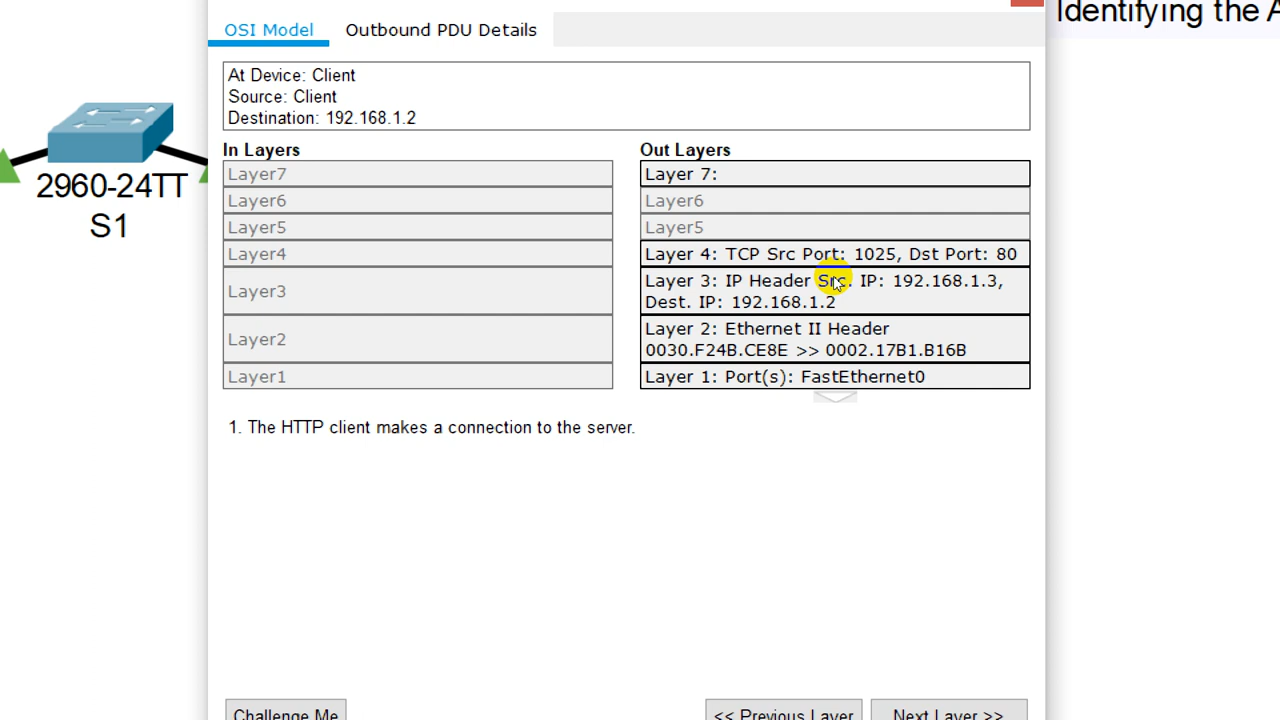 Identifying the A
OSI Model
Outbound PDU Details
At Device: Client
Source: Client
Destination: 192.168.1.2
2960-24TT
S1
In Layers
Layer7
Layer6
Layer5
Layer4
Layer3
Layer2
Layer1
Out Layers
Layer 7:
Layer6
Layer5
Layer 4: TCP Src Port: 1025, Dst Port: 80
Layer 3: IP Header Src. IP: 192.168.1.3,
Dest. IP: 192.168.1.2
Layer 2: Ethernet II Header
0030.F24B.CE8E >> 0002.17B1.B16B
Layer 1: Port(s): FastEthernet0
1. The HTTP client makes a connection to the server.
Challenge Me
<< Previous Layer
Next Layer >>